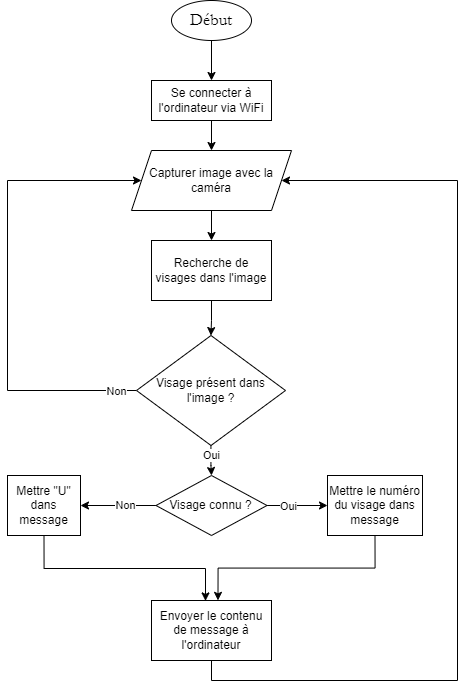 Début
Se connecter à
l'ordinateur via WiFi
Capturer image avec la
caméra
Recherche de
visages dans l'image
Visage présent dans
l'image ?
Non
Oui
Mettre "U"
dans
message
Non
Visage connu ?
Oui
Mettre le numéro
du visage dans
message
Envoyer le contenu
de message à
l'ordinateur